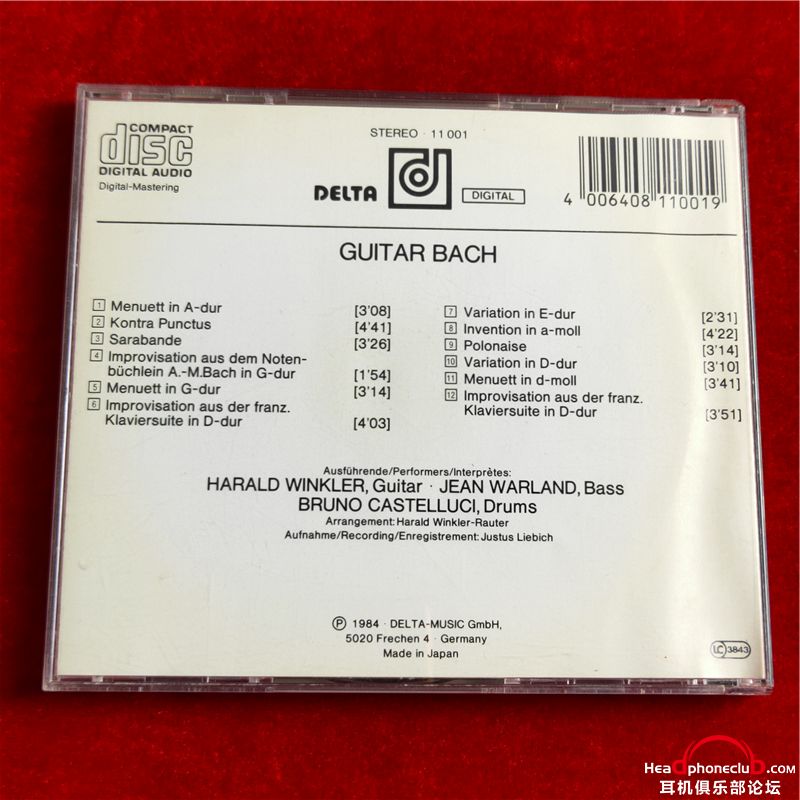 COMPACT
disc
DIGITAL AUDIO
Digital-Mastering
STEREO · 11 001
DELTA
DIGITAL
4 006408 110019
GUITAR BACH
1 Menuett in A-dur [3'08]
2 Kontra Punctus [4'41]
3 Sarabande [3'26]
4 Improvisation aus dem Noten-
büchlein A.-M.Bach in G-dur [1'54]
5 Menuett in G-dur [3'14]
6 Improvisation aus der franz.
Klaviersuite in D-dur [4'03]
7 Variation in E-dur [2'31]
8 Invention in a-moll [4'22]
9 Polonaise [3'14]
10 Variation in D-dur [3'10]
11 Menuett in d-moll [3'41]
12 Improvisation aus der franz.
Klaviersuite in D-dur [3'51]
Ausführende/Performers/Interprètes:
HARALD WINKLER, Guitar · JEAN WARLAND, Bass
BRUNO CASTELLUCI, Drums
Arrangement: Harald Winkler-Rauter
Aufnahme/Recording/Enregistrement: Justus Liebich
Ⓟ 1984 · DELTA-MUSIC GmbH,
5020 Frechen 4 · Germany
Made in Japan
LC 3843
Headphoneclub.com
耳机俱乐部论坛